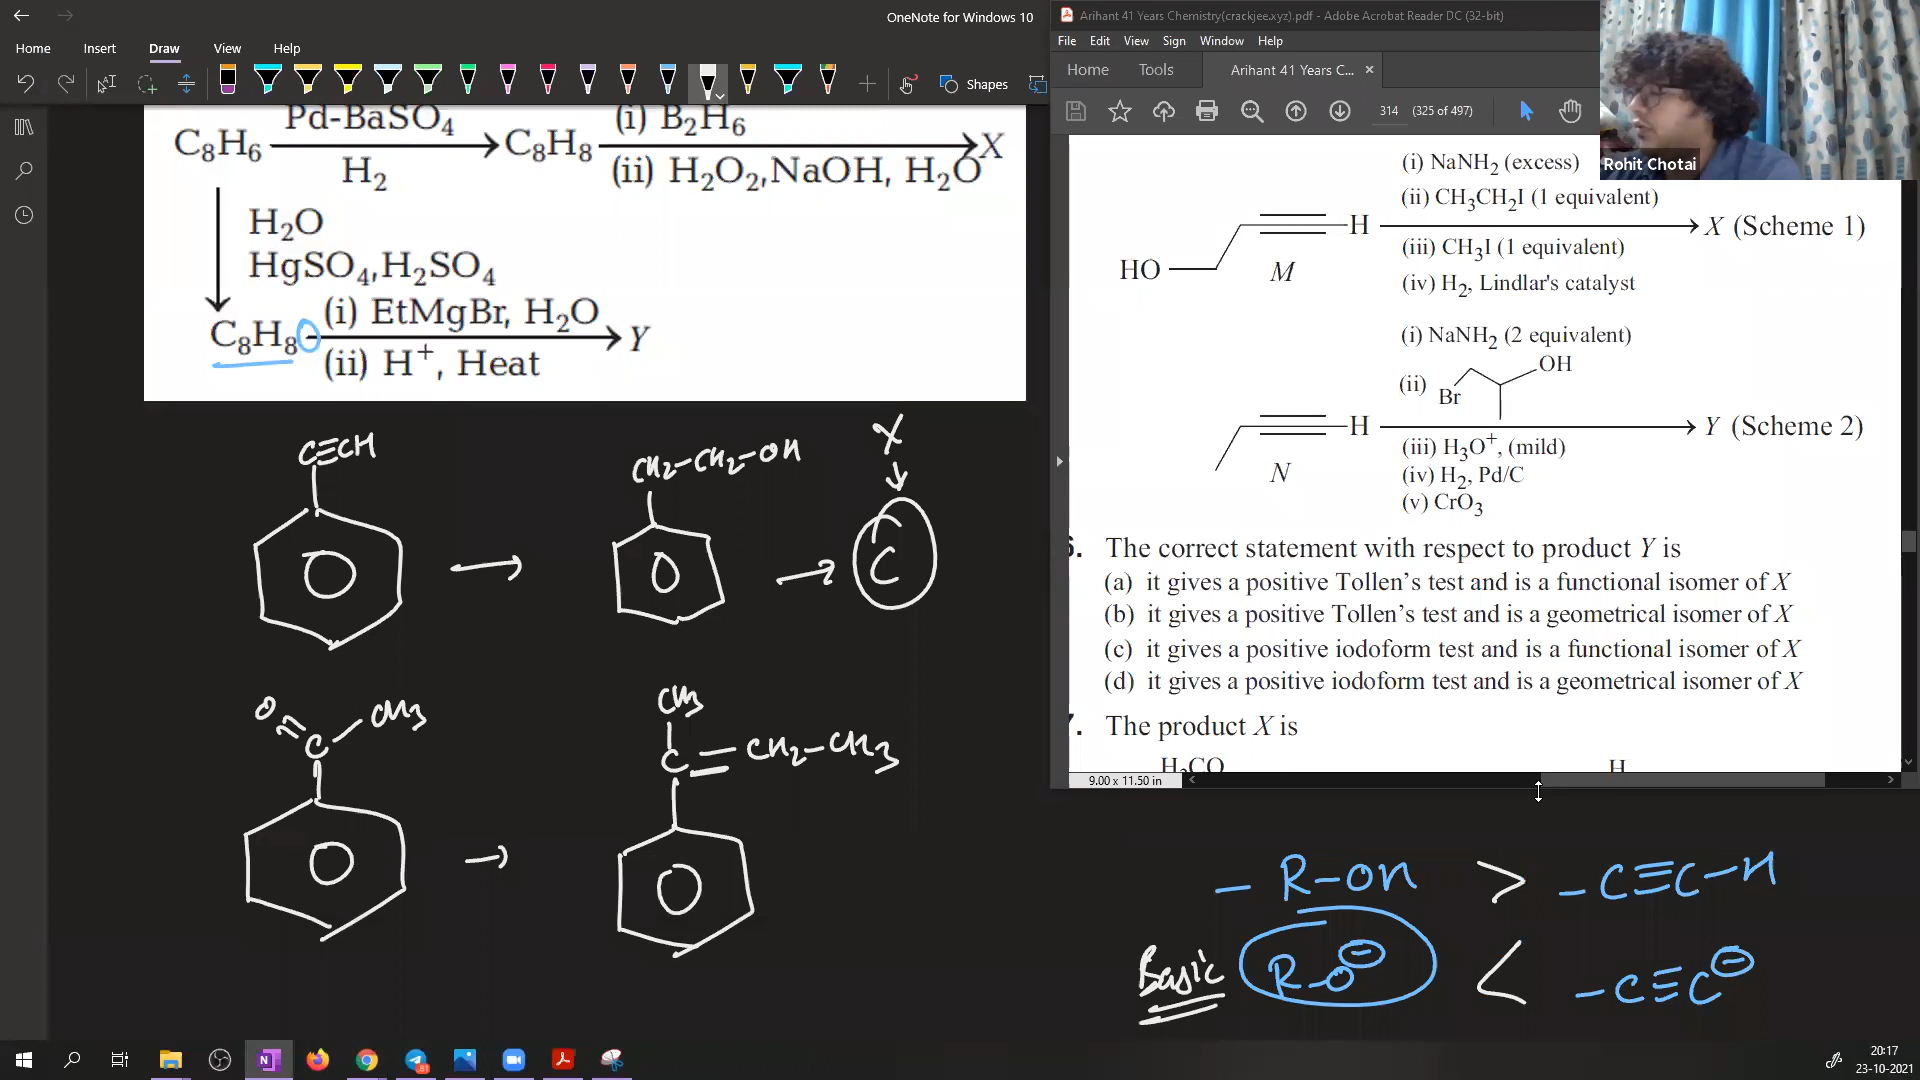 OneNote for Windows 10
Home Insert Draw View Help
Shapes
Pd-BaSO4 (i) B2H6
C8H6 C8H8 X
H2 (ii) H2O2,NaOH, H2O
H2O
HgSO4,H2SO4
(i) EtMgBr, H2O
C8H8O Y
(ii) H+, Heat
C≡CH
CH2-CH2-OH
X
C
O
C
CH3
CH3
C=CH2-CH3
Arihant 41 Years Chemistry(crackjee.xyz).pdf - Adobe Acrobat Reader DC (32-bit)
File Edit View Sign Window Help
Home Tools Arihant 41 Years C... ×
314 (325 of 497)
Rohit Chotai
(i) NaNH2 (excess)
(ii) CH3CH2I (1 equivalent)
H X (Scheme 1)
(iii) CH3I (1 equivalent)
HO M
(iv) H2, Lindlar's catalyst
(i) NaNH2 (2 equivalent)
OH
(ii) Br
H Y (Scheme 2)
(iii) H3O+, (mild)
N (iv) H2, Pd/C
(v) CrO3
6. The correct statement with respect to product Y is
(a) it gives a positive Tollen's test and is a functional isomer of X
(b) it gives a positive Tollen's test and is a geometrical isomer of X
(c) it gives a positive iodoform test and is a functional isomer of X
(d) it gives a positive iodoform test and is a geometrical isomer of X
7. The product X is
H3CO H
9.00 x 11.50 in
- R-OH > -C≡C-H
Basic R-O⊖ < -C≡C⊖
20:17
23-10-2021